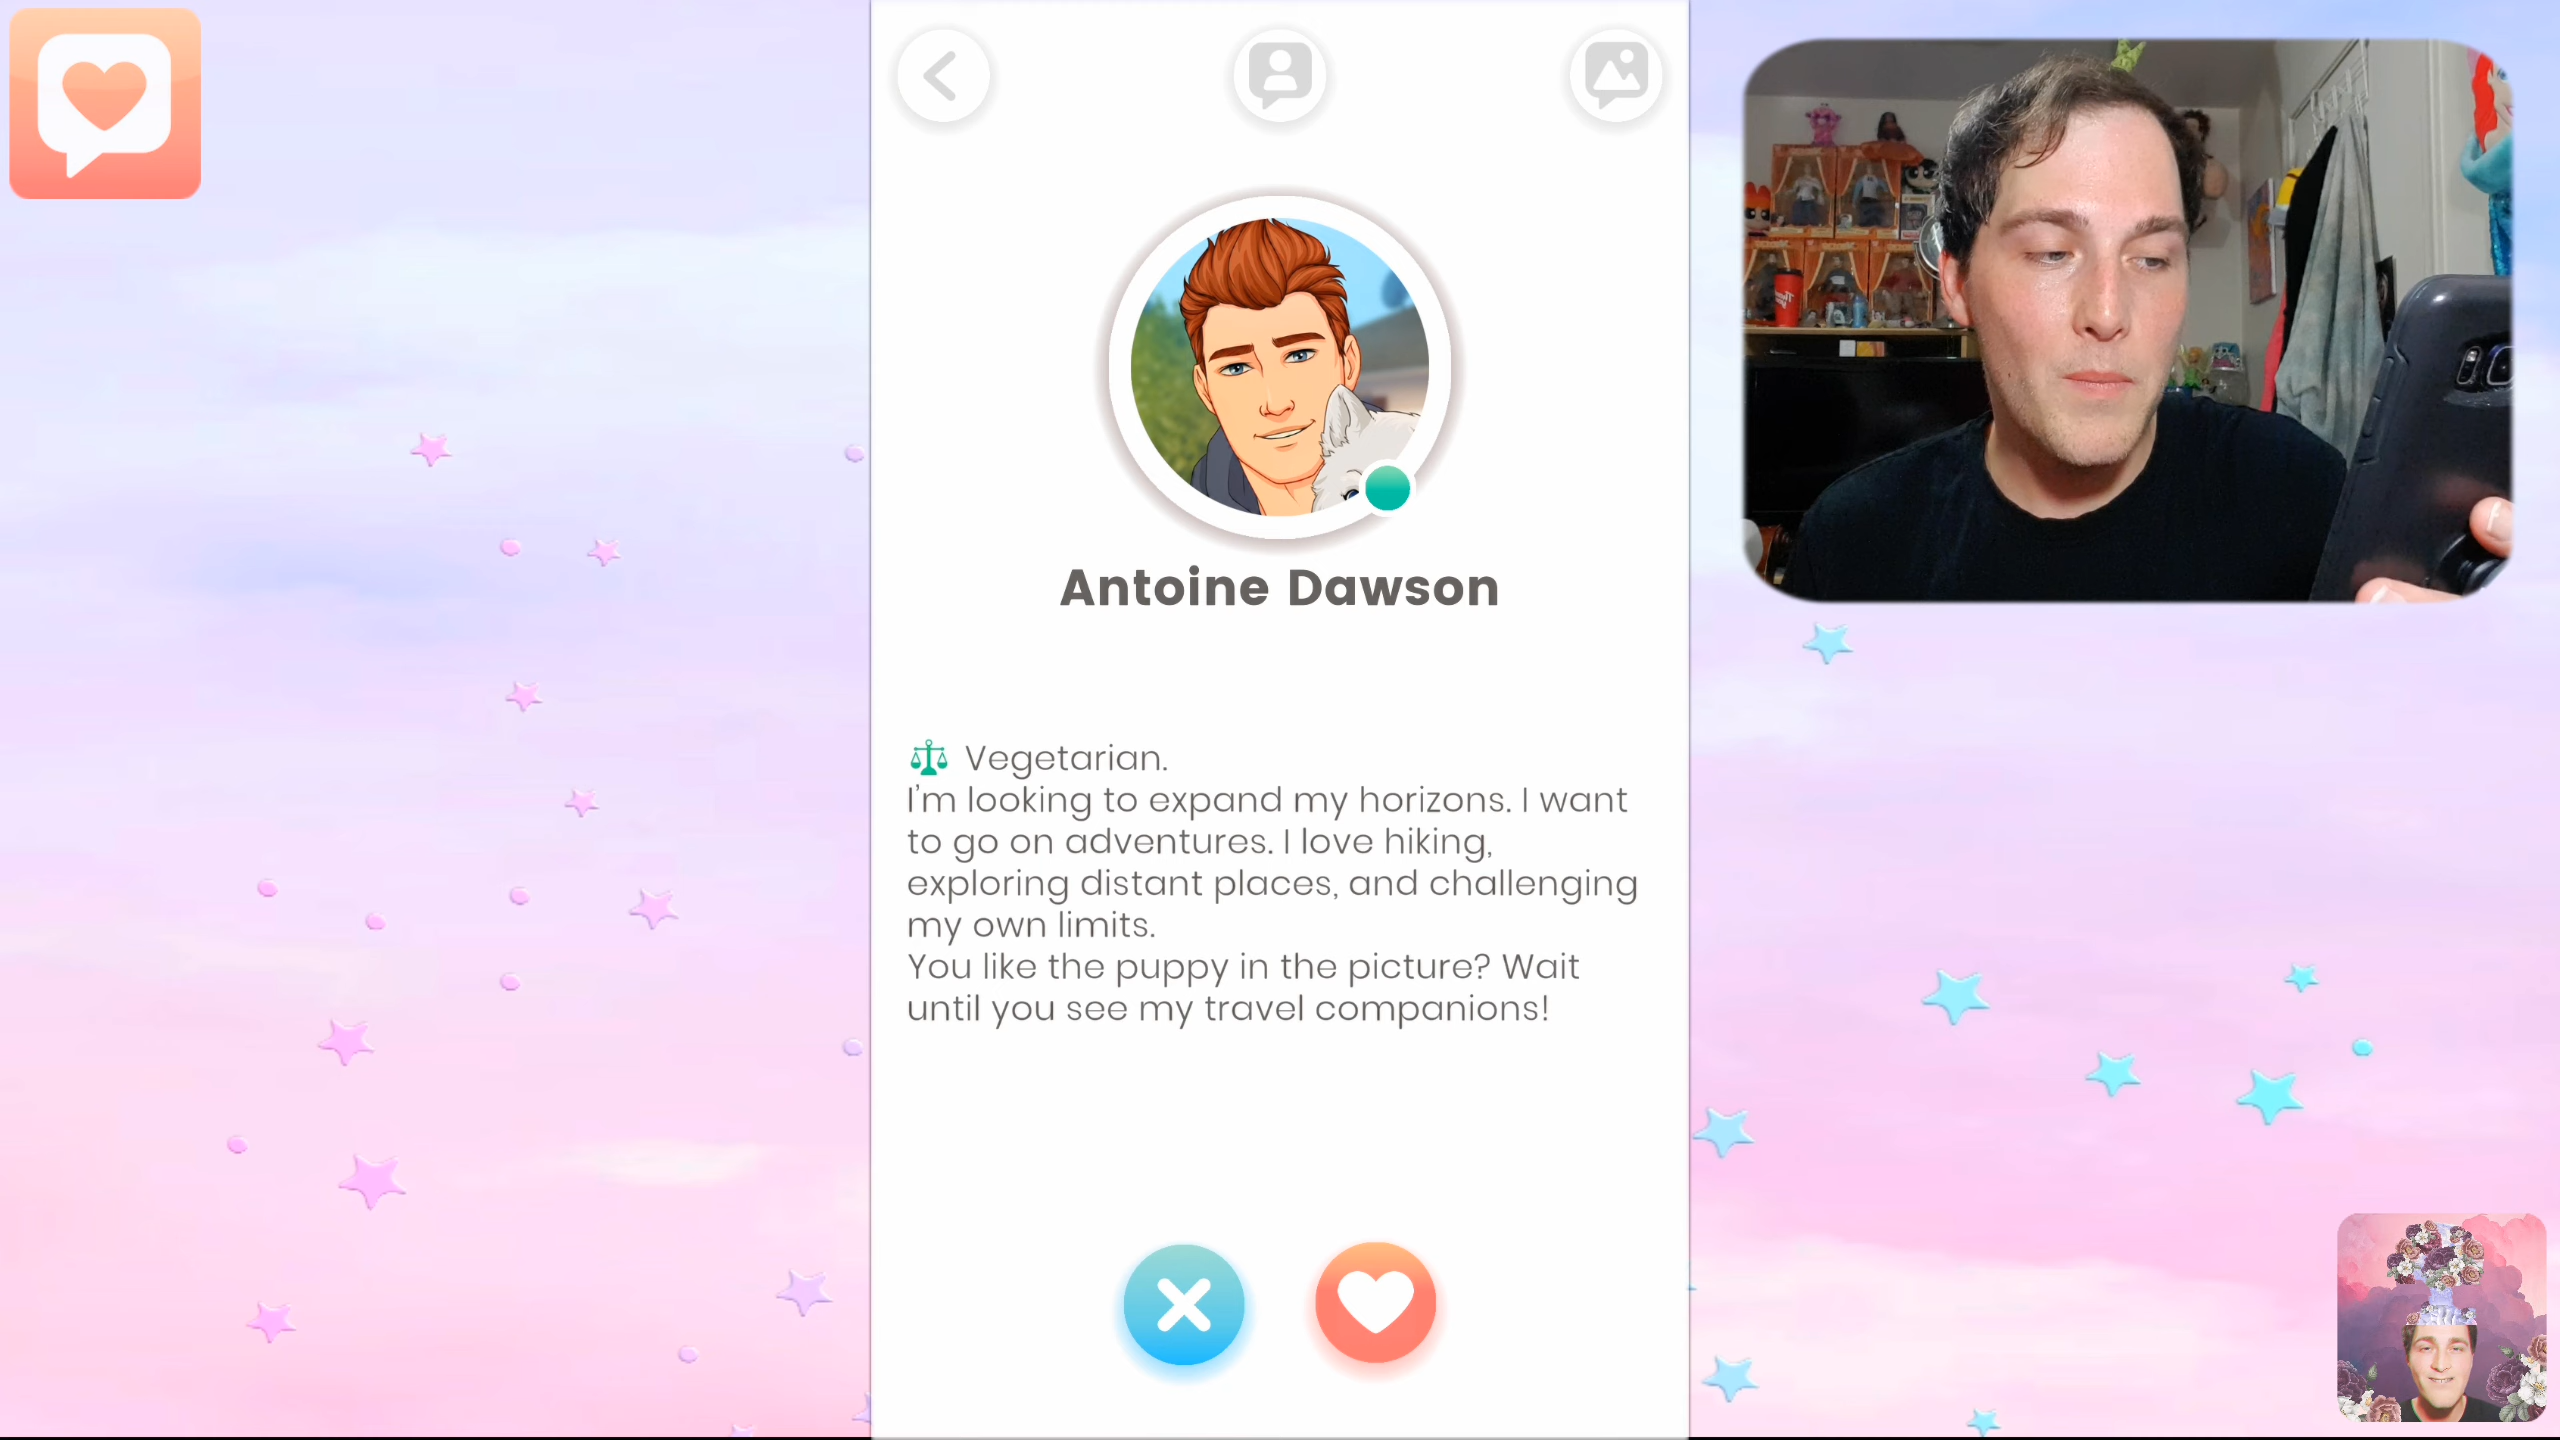 Antoine Dawson
Vegetarian.
I'm looking to expand my horizons. I want
to go on adventures. I love hiking,
exploring distant places, and challenging
my own limits.
You like the puppy in the picture? Wait
until you see my travel companions!